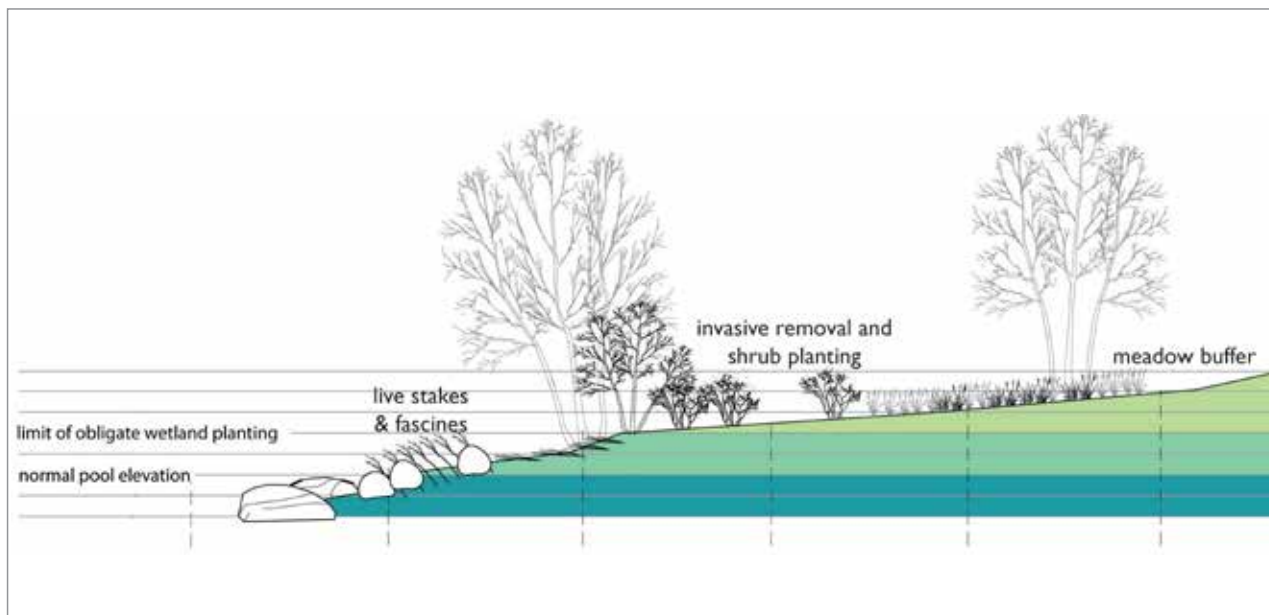 invasive removal and
shrub planting
meadow buffer
live stakes
& fascines
limit of obligate wetland planting
normal pool elevation